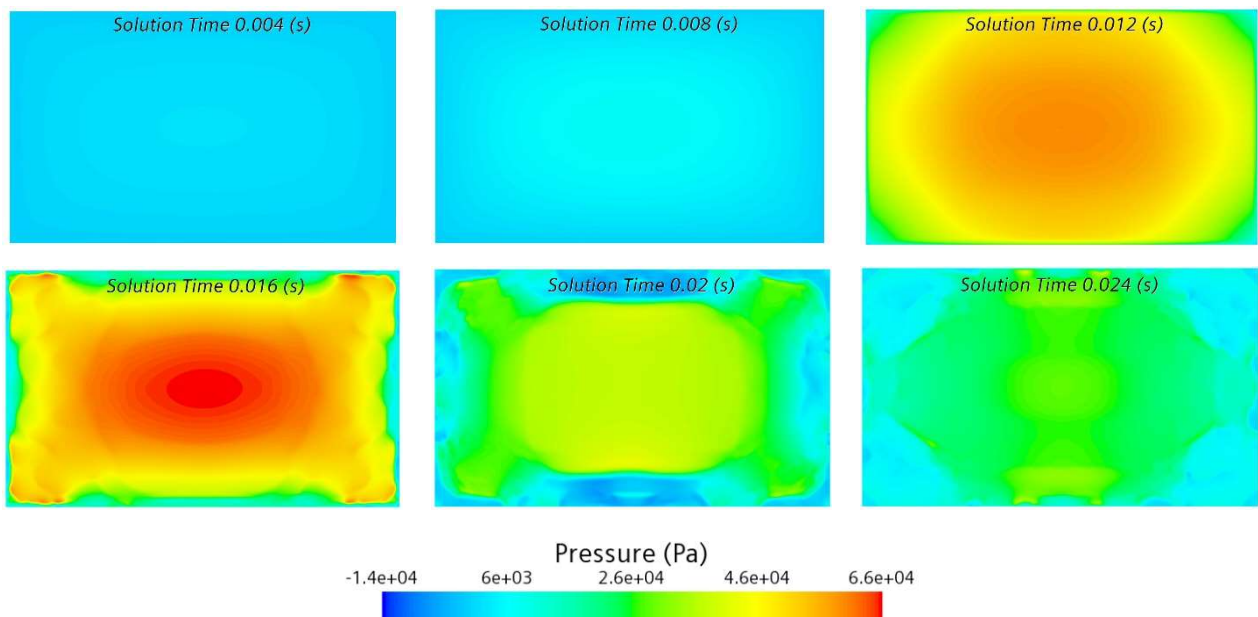 Solution Time 0.004 (s)
Solution Time 0.008 (s)
Solution Time 0.012 (s)
Solution Time 0.016 (s)
Solution Time 0.02 (s)
Solution Time 0.024 (s)
Pressure (Pa)
-1.4e+04 6e+03 2.6e+04 4.6e+04 6.6e+04